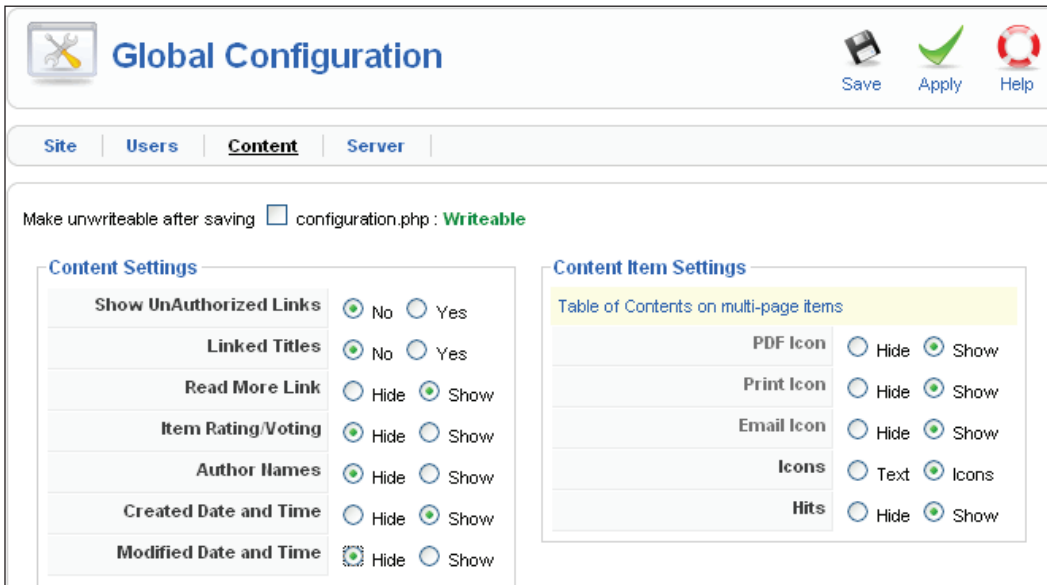 Global Configuration
Save Apply Help
Site Users Content Server
Make unwriteable after saving configuration.php : Writeable
Content Settings
Show UnAuthorized Links No Yes
Linked Titles No Yes
Read More Link Hide Show
Item Rating/Voting Hide Show
Author Names Hide Show
Created Date and Time Hide Show
Modified Date and Time Hide Show
Content Item Settings
Table of Contents on multi-page items
PDF Icon Hide Show
Print Icon Hide Show
Email Icon Hide Show
Icons Text Icons
Hits Hide Show